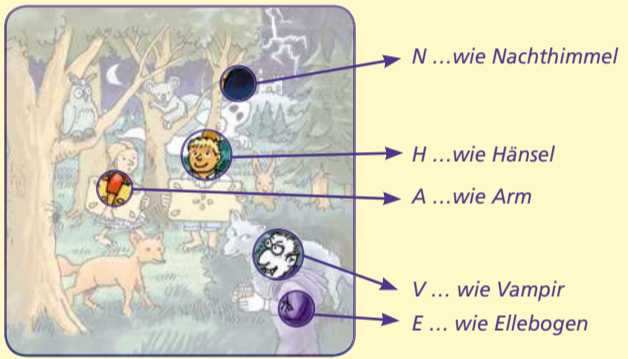 N ...wie Nachthimmel
H ...wie Hänsel
A ...wie Arm
V ... wie Vampir
E ... wie Ellebogen